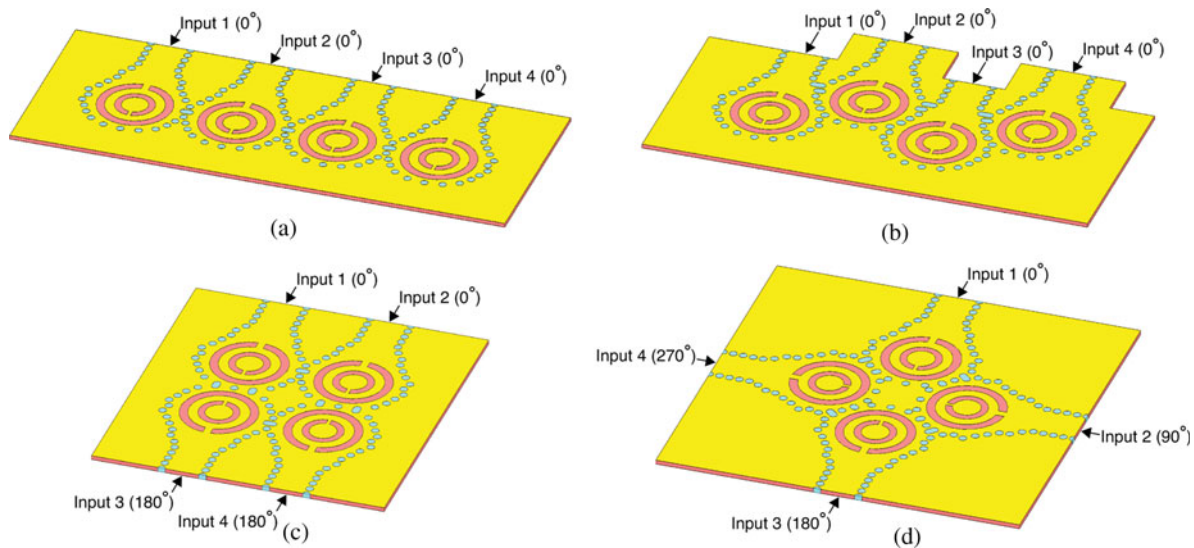 Input 1 (0°)
Input 2 (0°)
Input 3 (0°)
Input 4 (0°)
(a)
Input 1 (0°)
Input 2 (0°)
Input 3 (0°)
Input 4 (0°)
(b)
Input 1 (0°)
Input 2 (0°)
Input 3 (180°)
Input 4 (180°)
(c)
Input 1 (0°)
Input 4 (270°)
Input 2 (90°)
Input 3 (180°)
(d)